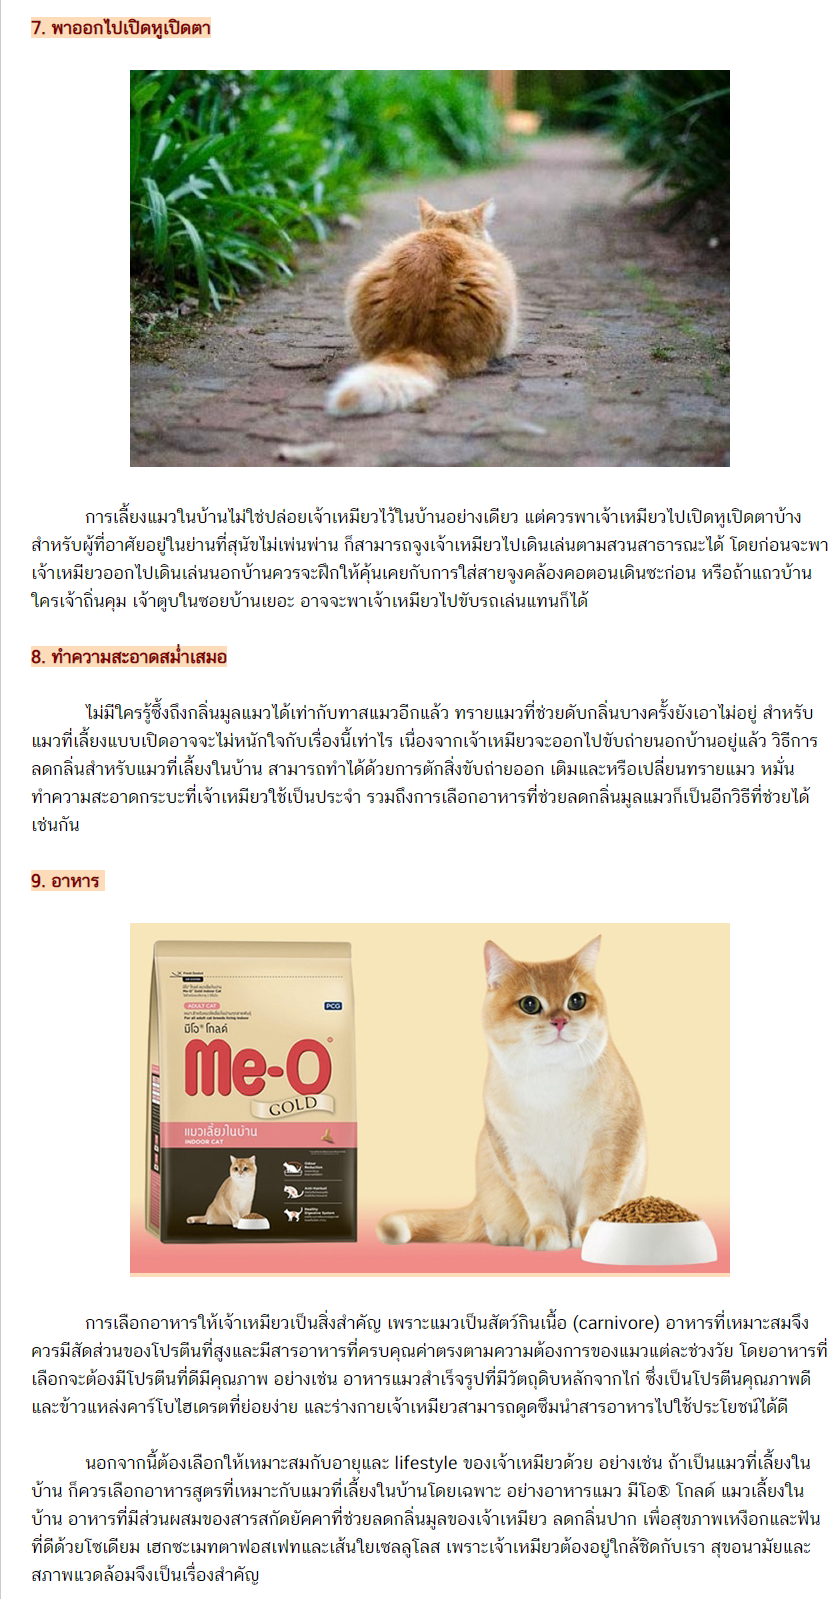 7. พาออกไปเปิดหูเปิดตา
การเลี้ยงแมวในบ้านไม่ใช่ปล่อยเจ้าเหมียวไว้ในบ้านอย่างเดียว แต่ควรพาเจ้าเหมียวไปเปิดหูเปิดตาบ้าง
สำหรับผู้ที่อาศัยอยู่ในย่านที่สุนัขไม่เพ่นพ่าน ก็สามารถจูงเจ้าเหมียวไปเดินเล่นตามสวนสาธารณะได้ โดยก่อนจะพา
เจ้าเหมียวออกไปเดินเล่นนอกบ้านควรจะฝึกให้คุ้นเคยกับการใส่สายจูงคล้องคอตอนเดินซะก่อน หรือถ้าแถวบ้าน
ใครเจ้าถิ่นคุม เจ้าตูบในซอยบ้านเยอะ อาจจะพาเจ้าเหมียวไปขับรถเล่นแทนก็ได้
8. ทำความสะอาดสม่ำเสมอ
ไม่มีใครรู้ซึ้งถึงกลิ่นมูลแมวได้เท่ากับทาสแมวอีกแล้ว ทรายแมวที่ช่วยดับกลิ่นบางครั้งยังเอาไม่อยู่ สำหรับ
แมวที่เลี้ยงแบบเปิดอาจจะไม่หนักใจกับเรื่องนี้เท่าไร เนื่องจากเจ้าเหมียวจะออกไปขับถ่ายนอกบ้านอยู่แล้ว วิธีการ
ลดกลิ่นสำหรับแมวที่เลี้ยงในบ้าน สามารถทำได้ด้วยการตักสิ่งขับถ่ายออก เติมและหรือเปลี่ยนทรายแมว หมั่น
ทำความสะอาดกระบะที่เจ้าเหมียวใช้เป็นประจำ รวมถึงการเลือกอาหารที่ช่วยลดกลิ่นมูลแมวก็เป็นอีกวิธีที่ช่วยได้
เช่นกัน
9. อาหาร
ADULT CAT
For all adult cat breeds living indoor
PCG
มีโอ® โกลด์
Me-O
GOLD
แมวเลี้ยงในบ้าน
INDOOR CAT
Odour
Reduction
Anti-Hairball
Healthy
Digestive System
การเลือกอาหารให้เจ้าเหมียวเป็นสิ่งสำคัญ เพราะแมวเป็นสัตว์กินเนื้อ (carnivore) อาหารที่เหมาะสมจึง
ควรมีสัดส่วนของโปรตีนที่สูงและมีสารอาหารที่ครบคุณค่าตรงตามความต้องการของแมวแต่ละช่วงวัย โดยอาหารที่
เลือกจะต้องมีโปรตีนที่ดีมีคุณภาพ อย่างเช่น อาหารแมวสำเร็จรูปที่มีวัตถุดิบหลักจากไก่ ซึ่งเป็นโปรตีนคุณภาพดี
และข้าวแหล่งคาร์โบไฮเดรตที่ย่อยง่าย และร่างกายเจ้าเหมียวสามารถดูดซึมนำสารอาหารไปใช้ประโยชน์ได้ดี
นอกจากนี้ต้องเลือกให้เหมาะสมกับอายุและ lifestyle ของเจ้าเหมียวด้วย อย่างเช่น ถ้าเป็นแมวที่เลี้ยงใน
บ้าน ก็ควรเลือกอาหารสูตรที่เหมาะกับแมวที่เลี้ยงในบ้านโดยเฉพาะ อย่างอาหารแมว มีโอ® โกลด์ แมวเลี้ยงใน
บ้าน อาหารที่มีส่วนผสมของสารสกัดยัคคาที่ช่วยลดกลิ่นมูลของเจ้าเหมียว ลดกลิ่นปาก เพื่อสุขภาพเหงือกและฟัน
ที่ดีด้วยโซเดียม เฮกซะเมทตาฟอสเฟทและเส้นใยเซลลูโลส เพราะเจ้าเหมียวต้องอยู่ใกล้ชิดกับเรา สุขอนามัยและ
สภาพแวดล้อมจึงเป็นเรื่องสำคัญ